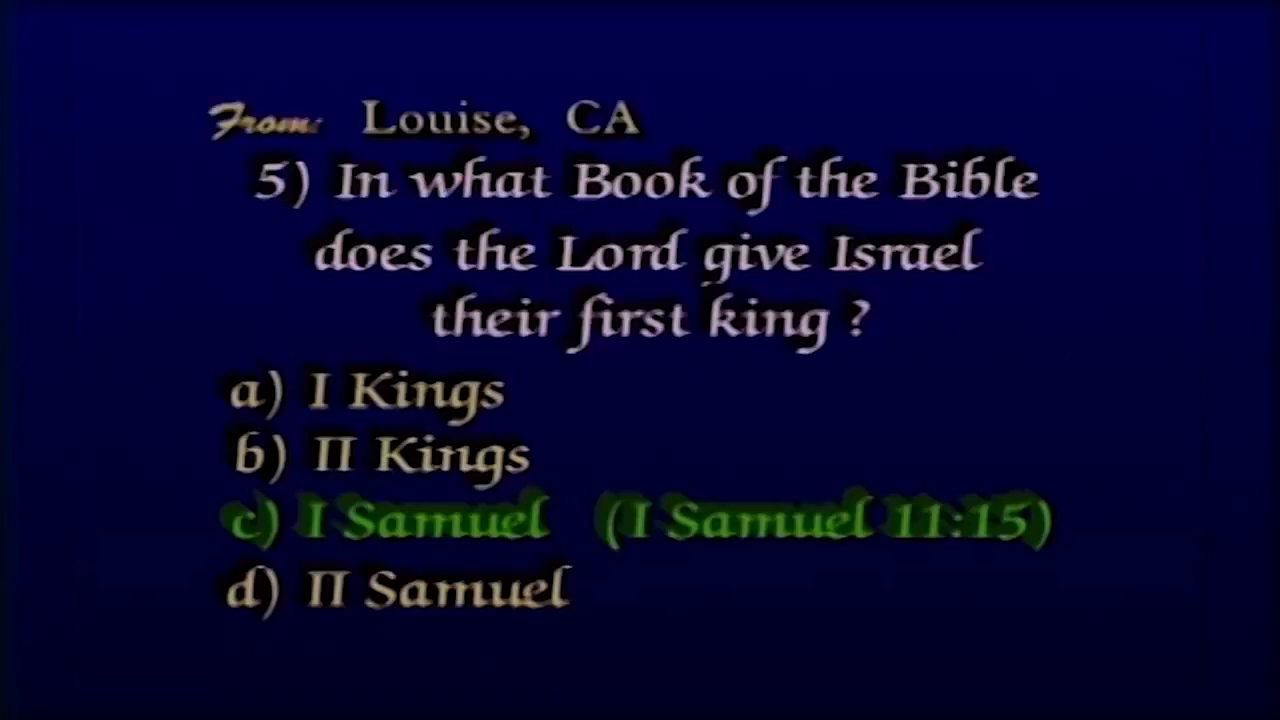 From: Louise, CA
5) In what Book of the Bible
does the Lord give Israel
their first king ?
a) I Kings
b) II Kings
c) I Samuel (I Samuel 11:15)
d) II Samuel